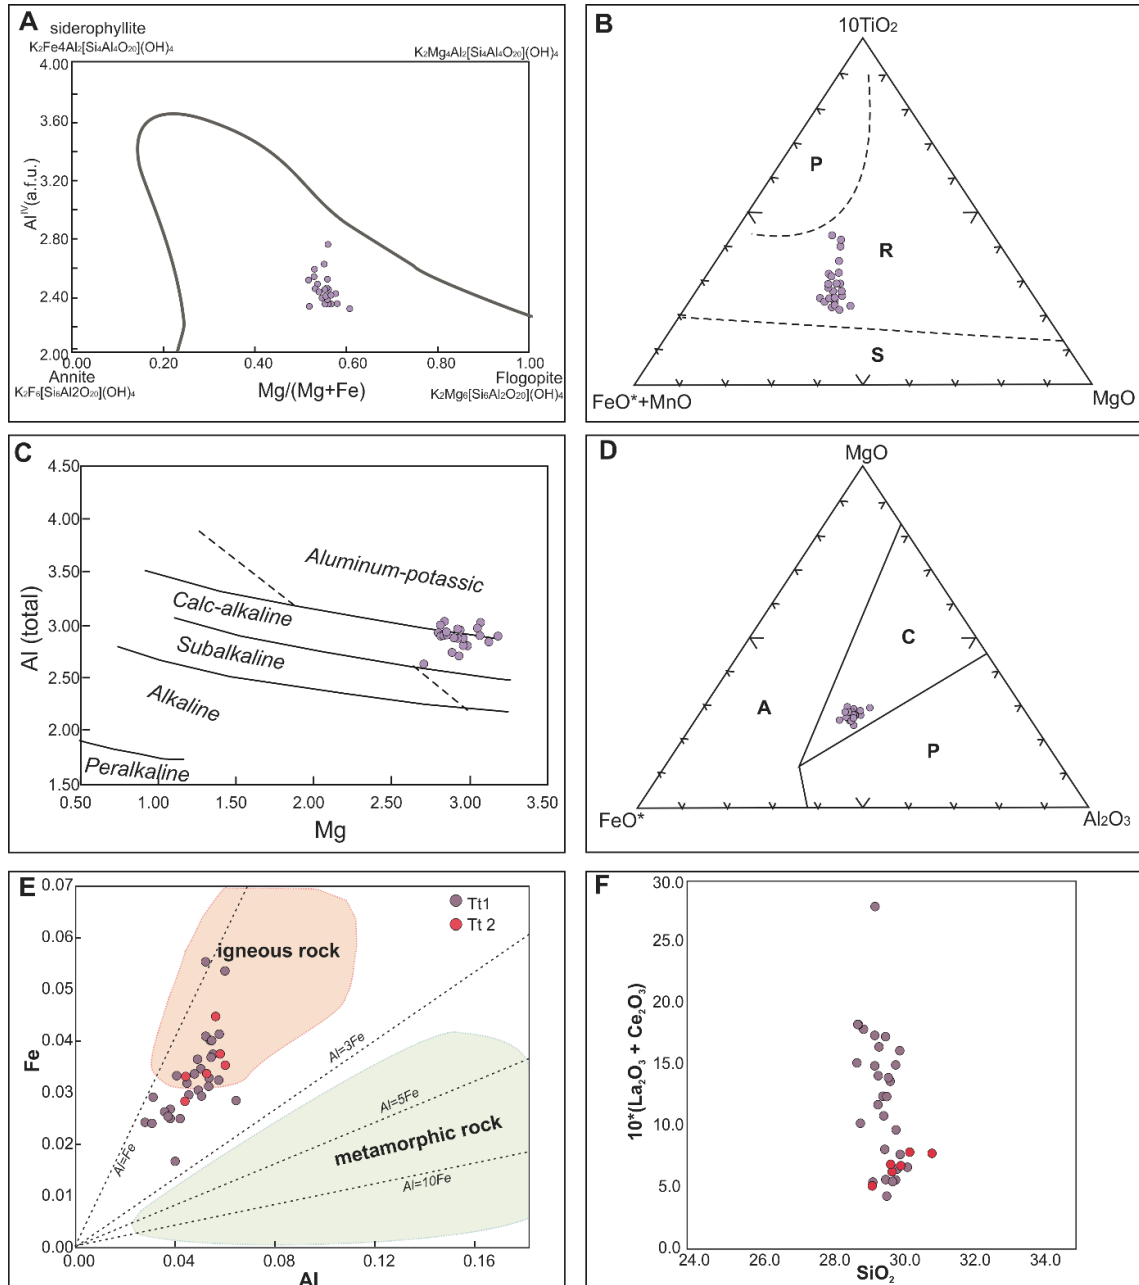 A
siderophyllite
K₂Fe4Al₂[Si₄Al₄O₂₀](OH)₄
K₂Mg₄Al₂[Si₄Al₄O₂₀](OH)₄
4.00
3.60
3.20
2.80
2.40
2.00
Alᴵⱽ(a.f.u.)
0.00
0.20
0.40
0.60
0.80
1.00
Annite
Mg/(Mg+Fe)
Flogopite
K₂F₆[Si₆Al2O₂₀](OH)₄
K₂Mg₆[Si₆Al₂O₂₀](OH)₄
B
10TiO₂
P
R
S
FeO*+MnO
MgO
C
4.50
4.00
3.50
3.00
2.50
2.00
1.50
Al (total)
Aluminum-potassic
Calc-alkaline
Subalkaline
Alkaline
Peralkaline
0.50
1.00
1.50
2.00
2.50
3.00
3.50
Mg
D
MgO
C
A
P
FeO*
Al₂O₃
E
0.07
0.06
0.05
0.04
0.03
0.02
0.01
0.00
Fe
Tt1
Tt 2
igneous rock
Al=3Fe
Al=5Fe
metamorphic rock
Al=Fe
Al=10Fe
0.00
0.04
0.08
0.12
0.16
Al
F
30.0
25.0
20.0
15.0
10.0
5.0
0.0
10*(La₂O₃ + Ce₂O₃)
24.0
26.0
28.0
30.0
32.0
34.0
SiO₂